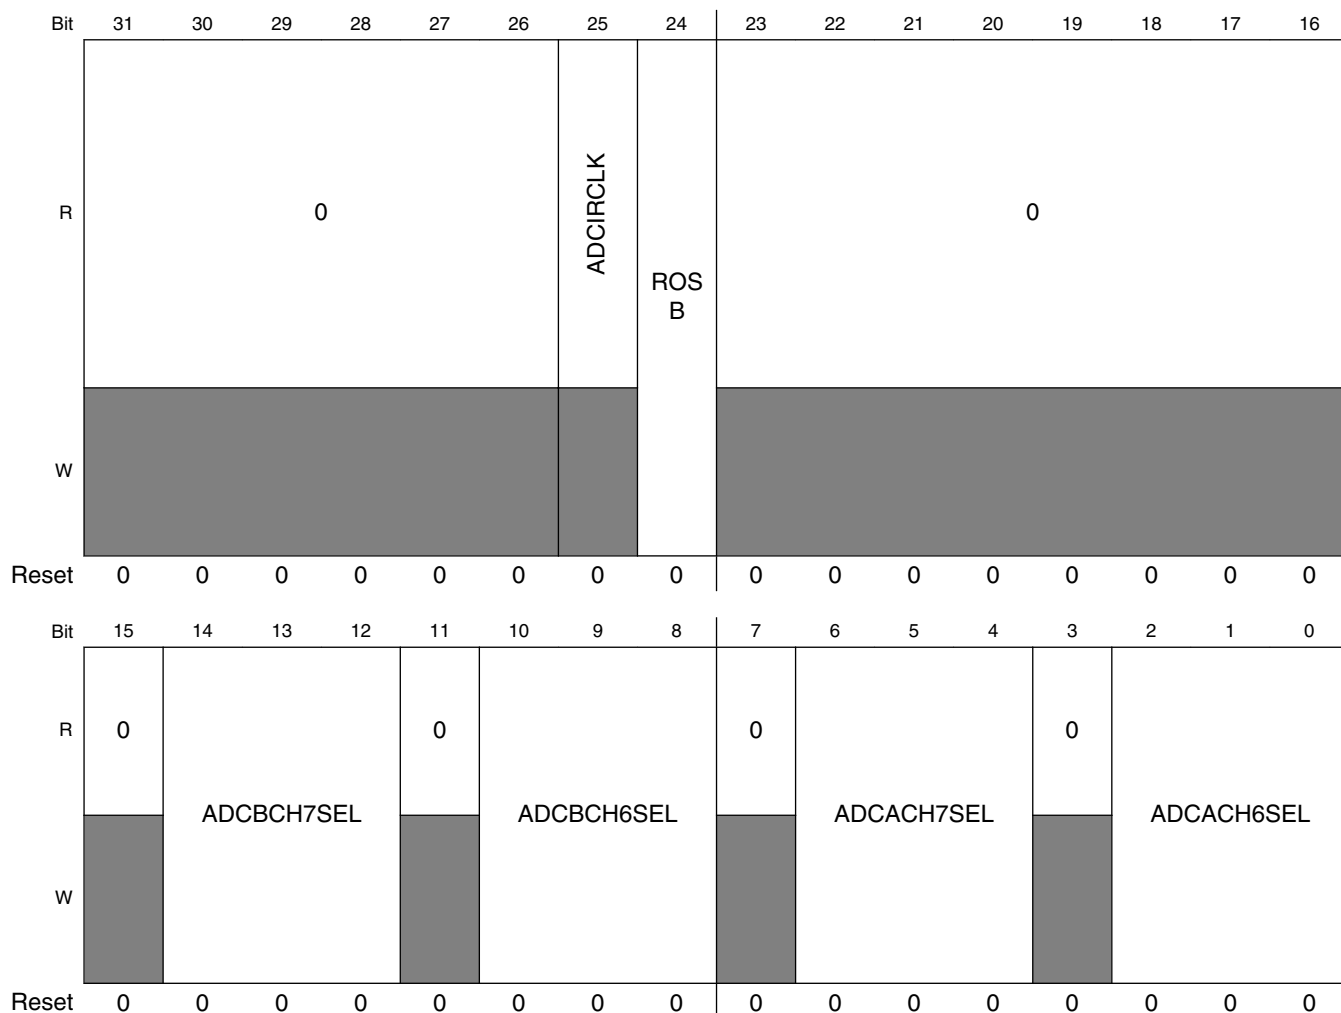 Bit 31 30 29 28 27 26 25 24 23 22 21 20 19 18 17 16
R 0 ADCIRCLK ROS 0
B
W
Reset 0 0 0 0 0 0 0 0 0 0 0 0 0 0 0 0
Bit 15 14 13 12 11 10 9 8 7 6 5 4 3 2 1 0
R 0 0 0 0
ADCBCH7SEL ADCBCH6SEL ADCACH7SEL ADCACH6SEL
W
Reset 0 0 0 0 0 0 0 0 0 0 0 0 0 0 0 0